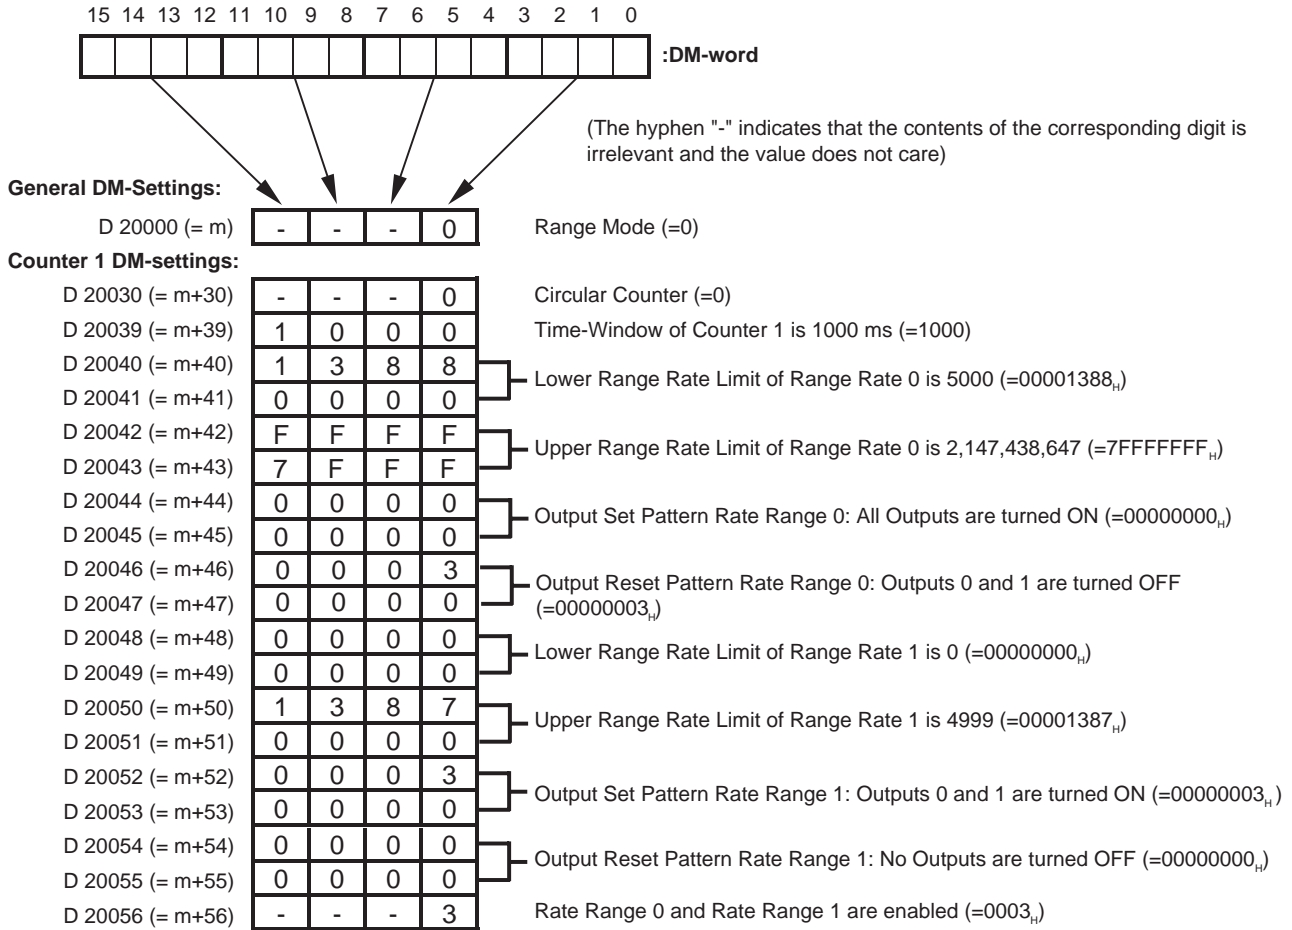 15 14 13 12 11 10 9 8 7 6 5 4 3 2 1 0
:DM-word
(The hyphen "-" indicates that the contents of the corresponding digit is
irrelevant and the value does not care)
General DM-Settings:
D 20000 (= m) - - - 0 Range Mode (=0)
Counter 1 DM-settings:
D 20030 (= m+30) - - - 0 Circular Counter (=0)
D 20039 (= m+39) 1 0 0 0 Time-Window of Counter 1 is 1000 ms (=1000)
D 20040 (= m+40) 1 3 8 8
Lower Range Rate Limit of Range Rate 0 is 5000 (=00001388H)
D 20041 (= m+41) 0 0 0 0
D 20042 (= m+42) F F F F
Upper Range Rate Limit of Range Rate 0 is 2,147,438,647 (=7FFFFFFFH)
D 20043 (= m+43) 7 F F F
D 20044 (= m+44) 0 0 0 0
Output Set Pattern Rate Range 0: All Outputs are turned ON (=00000000H)
D 20045 (= m+45) 0 0 0 0
D 20046 (= m+46) 0 0 0 3
Output Reset Pattern Rate Range 0: Outputs 0 and 1 are turned OFF
(=00000003H)
D 20047 (= m+47) 0 0 0 0
D 20048 (= m+48) 0 0 0 0
Lower Range Rate Limit of Range Rate 1 is 0 (=00000000H)
D 20049 (= m+49) 0 0 0 0
D 20050 (= m+50) 1 3 8 7
Upper Range Rate Limit of Range Rate 1 is 4999 (=00001387H)
D 20051 (= m+51) 0 0 0 0
D 20052 (= m+52) 0 0 0 3
Output Set Pattern Rate Range 1: Outputs 0 and 1 are turned ON (=00000003H)
D 20053 (= m+53) 0 0 0 0
D 20054 (= m+54) 0 0 0 0
Output Reset Pattern Rate Range 1: No Outputs are turned OFF (=00000000H)
D 20055 (= m+55) 0 0 0 0
D 20056 (= m+56) - - - 3 Rate Range 0 and Rate Range 1 are enabled (=0003H)